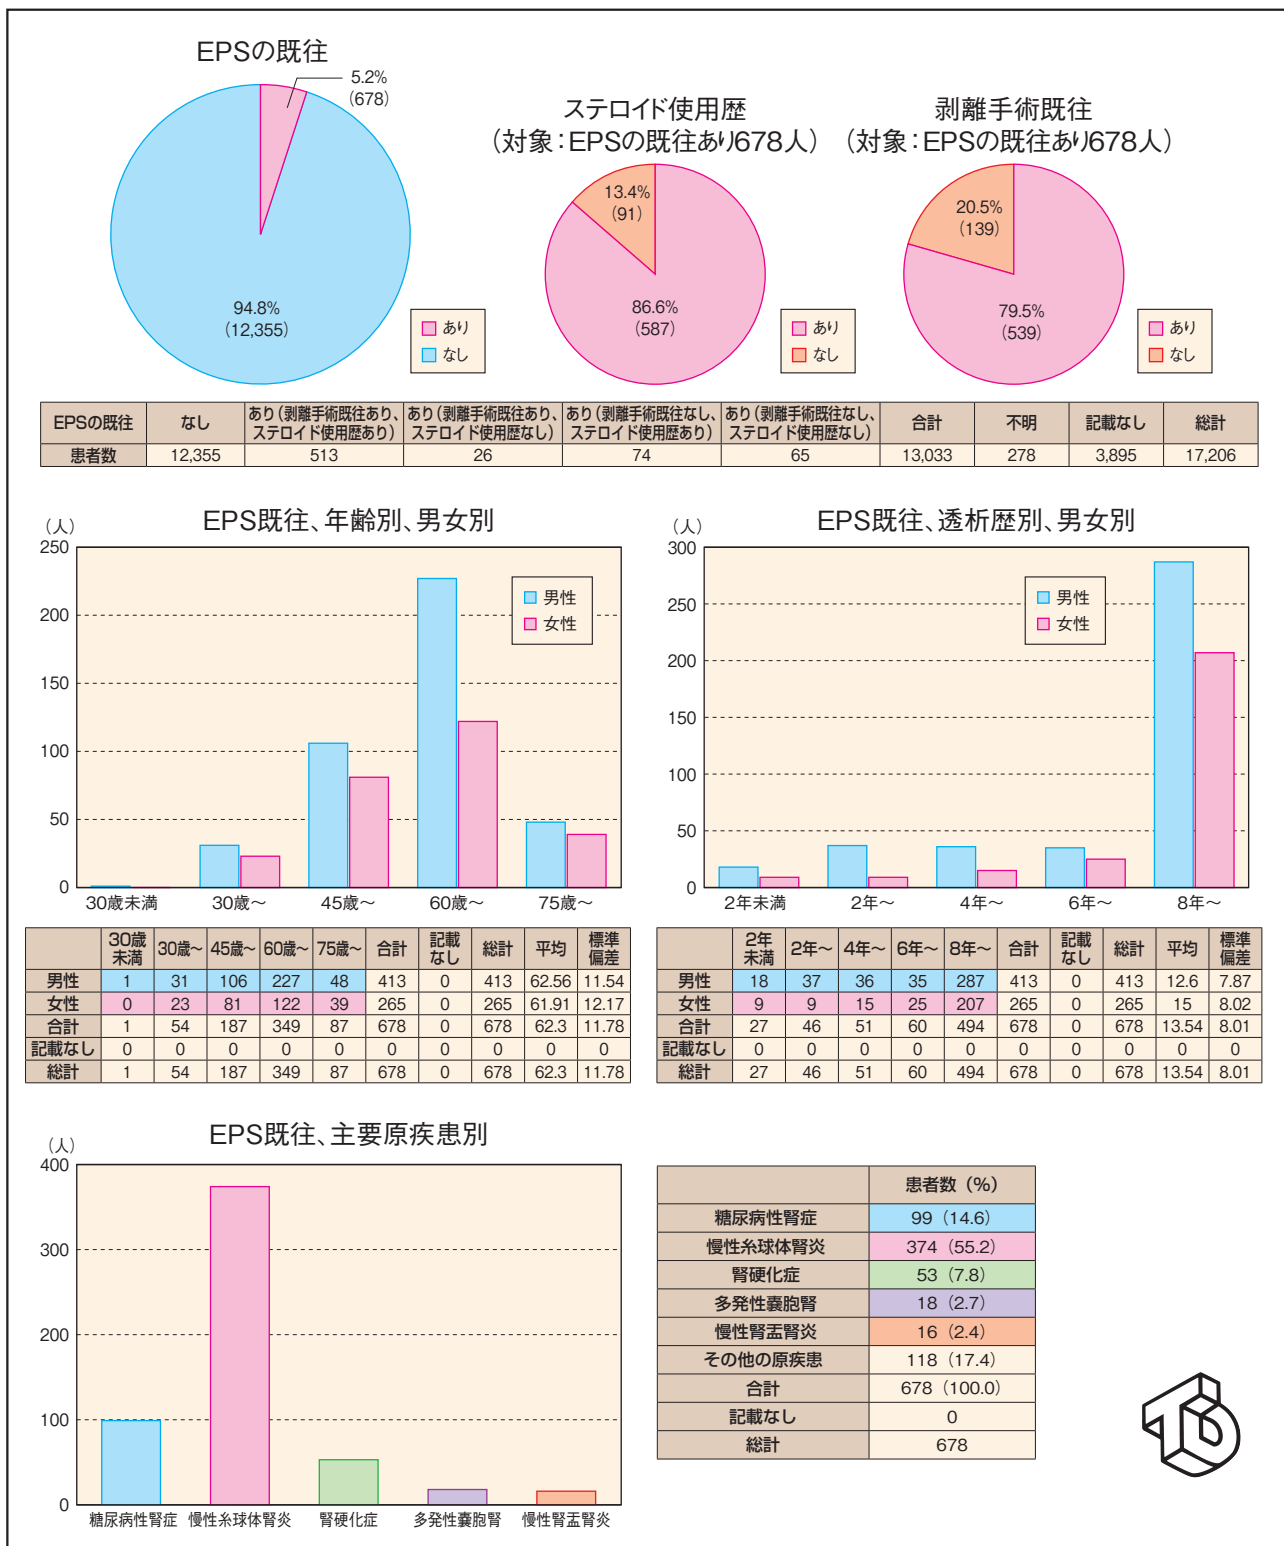 EPSの既往
5.2%
(678)
94.8%
(12,355)
あり
なし
ステロイド使用歴
(対象：EPSの既往あり678人)
13.4%
(91)
86.6%
(587)
あり
なし
剥離手術既往
(対象：EPSの既往あり678人)
20.5%
(139)
79.5%
(539)
あり
なし
EPSの既往 なし あり(剥離手術既往あり、ステロイド使用歴あり) あり(剥離手術既往あり、ステロイド使用歴なし) あり(剥離手術既往なし、ステロイド使用歴あり) あり(剥離手術既往なし、ステロイド使用歴なし) 合計 不明 記載なし 総計
患者数 12,355 513 26 74 65 13,033 278 3,895 17,206
EPS既往、年齢別、男女別
(人)
250
200
150
100
50
0
男性
女性
30歳未満 30歳～ 45歳～ 60歳～ 75歳～
30歳未満 30歳～ 45歳～ 60歳～ 75歳～ 合計 記載なし 総計 平均 標準偏差
男性 1 31 106 227 48 413 0 413 62.56 11.54
女性 0 23 81 122 39 265 0 265 61.91 12.17
合計 1 54 187 349 87 678 0 678 62.3 11.78
記載なし 0 0 0 0 0 0 0 0 0 0
総計 1 54 187 349 87 678 0 678 62.3 11.78
EPS既往、透析歴別、男女別
(人)
300
250
200
150
100
50
0
男性
女性
2年未満 2年～ 4年～ 6年～ 8年～
2年未満 2年～ 4年～ 6年～ 8年～ 合計 記載なし 総計 平均 標準偏差
男性 18 37 36 35 287 413 0 413 12.6 7.87
女性 9 9 15 25 207 265 0 265 15 8.02
合計 27 46 51 60 494 678 0 678 13.54 8.01
記載なし 0 0 0 0 0 0 0 0 0 0
総計 27 46 51 60 494 678 0 678 13.54 8.01
EPS既往、主要原疾患別
(人)
400
300
200
100
0
糖尿病性腎症 慢性糸球体腎炎 腎硬化症 多発性嚢胞腎 慢性腎盂腎炎
患者数 (%)
糖尿病性腎症 99 (14.6)
慢性糸球体腎炎 374 (55.2)
腎硬化症 53 (7.8)
多発性嚢胞腎 18 (2.7)
慢性腎盂腎炎 16 (2.4)
その他の原疾患 118 (17.4)
合計 678 (100.0)
記載なし 0
総計 678